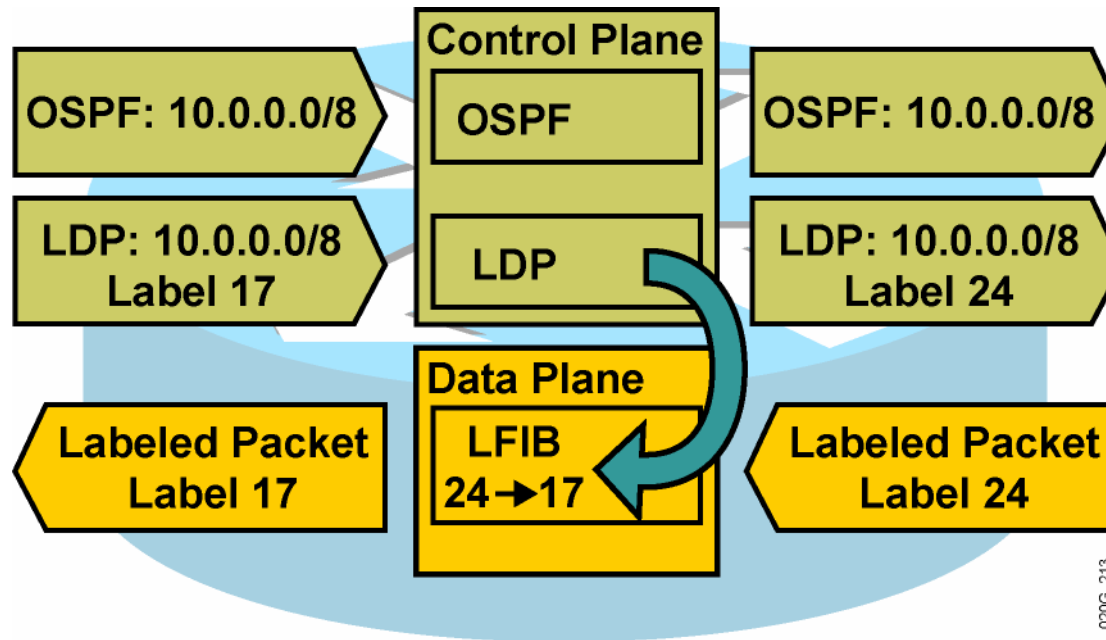 Control Plane
OSPF: 10.0.0.0/8
OSPF
OSPF: 10.0.0.0/8
LDP: 10.0.0.0/8
Label 17
LDP
LDP: 10.0.0.0/8
Label 24
Data Plane
Labeled Packet
Label 17
LFIB
24→17
Labeled Packet
Label 24
020G_213